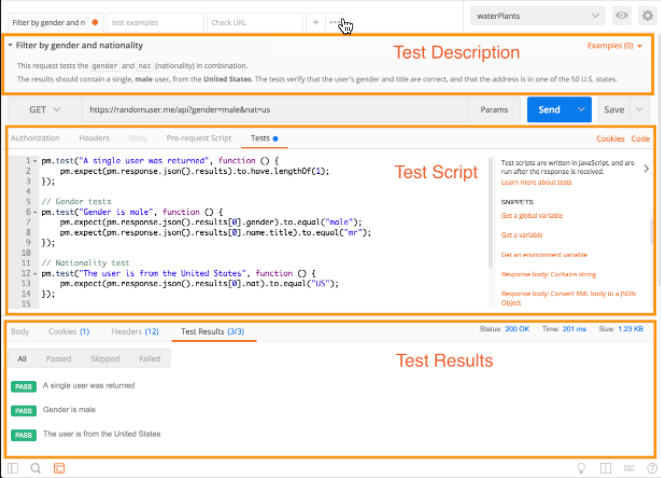 Filter by gender and n
test examples
Check URL
+
•••
waterPlants
Filter by gender and nationality
Test Description
Examples (0)
This request tests the gender and nat (nationality) in combination.
The results should contain a single, male user, from the United States. The tests verify that the user's gender and title are correct, and that the address is in one of the 50 U.S. states.
GET
https://randomuser.me/api?gender=male&nat=us
Params
Send
Save
Authorization
Headers
Body
Pre-request Script
Tests
Cookies
Code
Test Script
1 pm.test("A single user was returned", function () {
2 pm.expect(pm.response.json().results).to.have.lengthOf(1);
3 });
4
5 // Gender tests
6 pm.test("Gender is male", function () {
7 pm.expect(pm.response.json().results[0].gender).to.equal("male");
8 pm.expect(pm.response.json().results[0].name.title).to.equal("mr");
9 });
10
11 // Nationality test
12 pm.test("The user is from the United States", function () {
13 pm.expect(pm.response.json().results[0].nat).to.equal("US");
14 });
15
Test scripts are written in JavaScript, and are
run after the response is received.
Learn more about tests
SNIPPETS
Get a global variable
Get a variable
Get an environment variable
Response body: Contains string
Response body: Convert XML body to a JSON
Object
Body
Cookies (1)
Headers (12)
Test Results (3/3)
Status: 200 OK
Time: 201 ms
Size: 1.23 KB
All
Passed
Skipped
Failed
Test Results
PASS A single user was returned
PASS Gender is male
PASS The user is from the United States